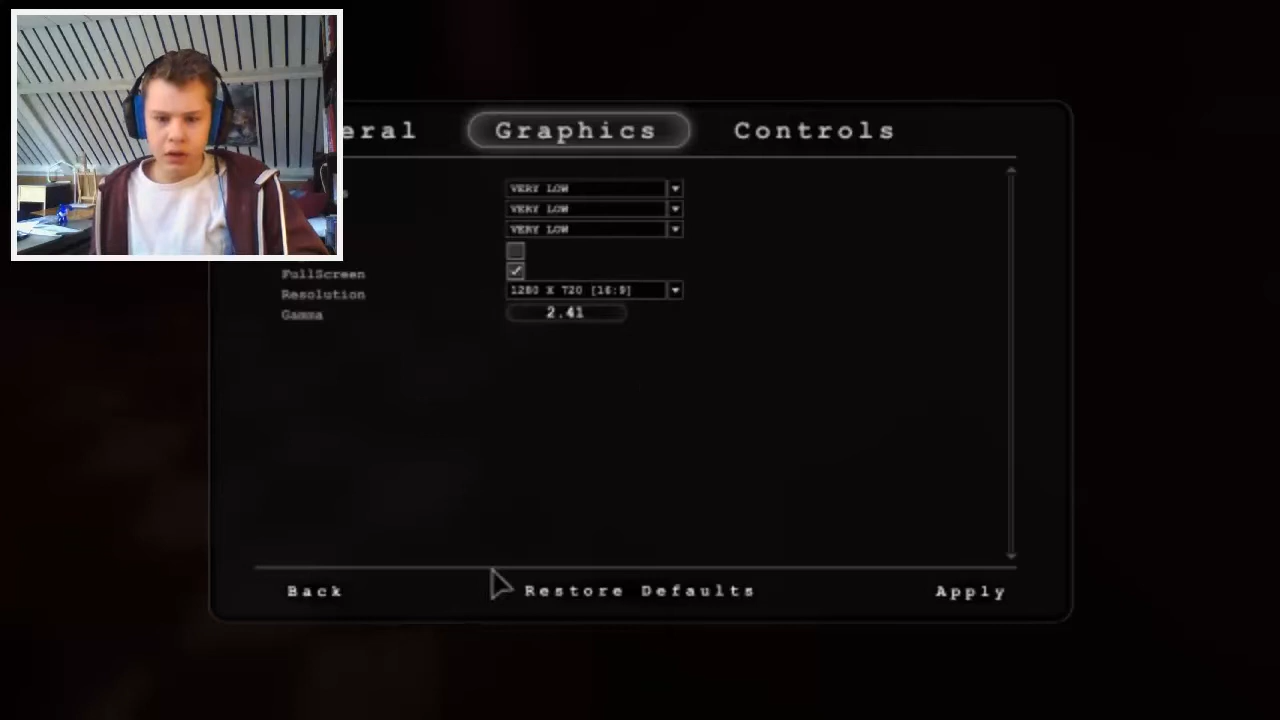 eral Graphics Controls
VERY LOW
VERY LOW
VERY LOW
FullScreen
Resolution 1280 X 720 [16:9]
Gamma 2.41
Back Restore Defaults Apply